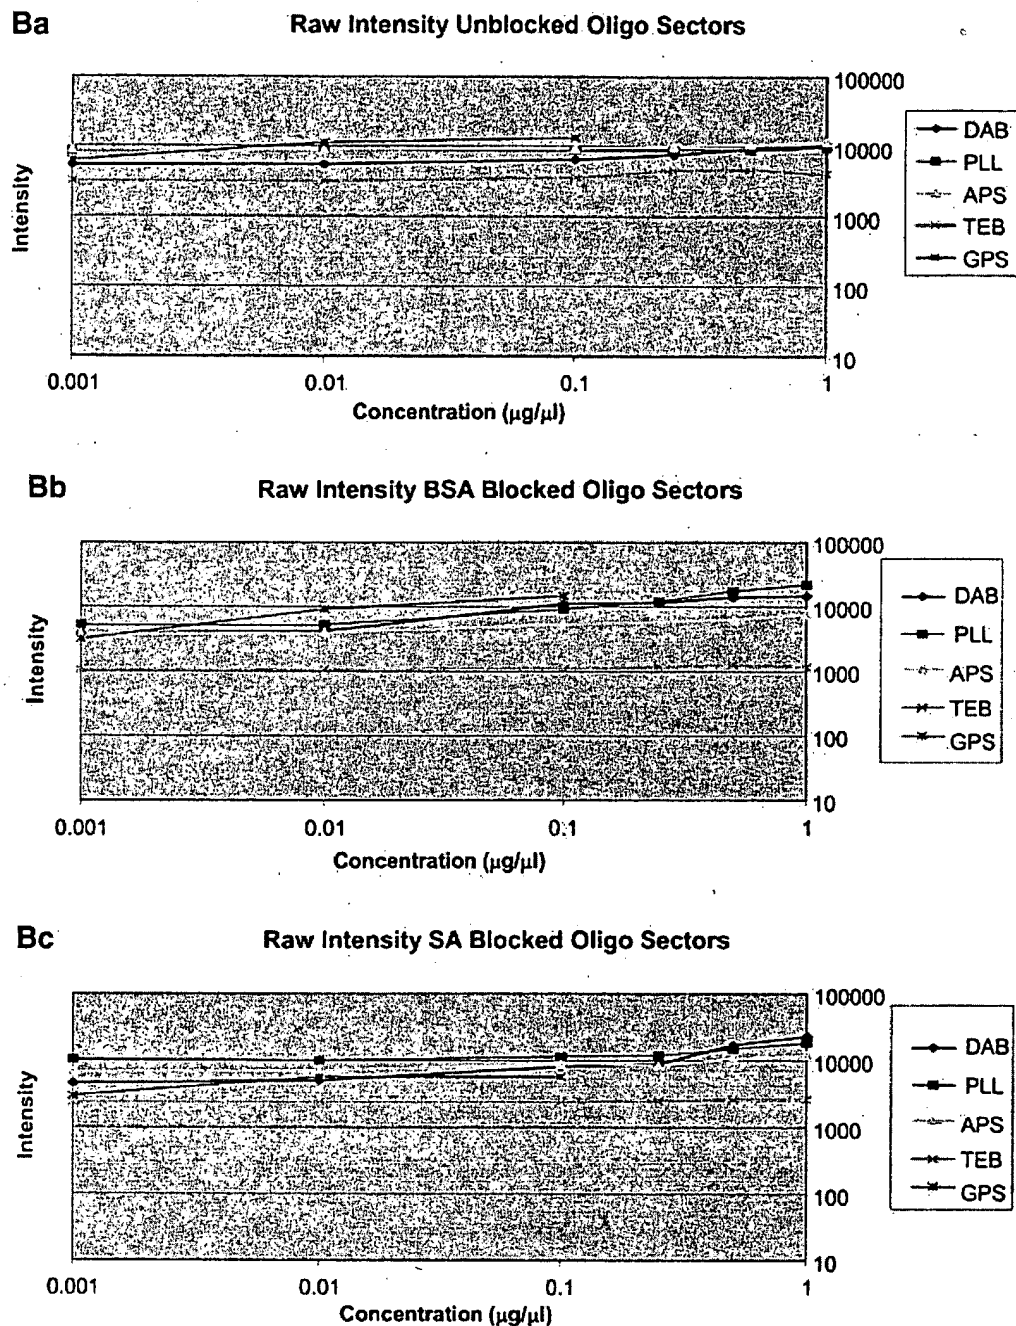 Ba
Raw Intensity Unblocked Oligo Sectors
100000
10000
1000
100
10
Intensity
0.001
0.01
0.1
1
Concentration (µg/µl)
DAB
PLL
APS
TEB
GPS
Bb
Raw Intensity BSA Blocked Oligo Sectors
100000
10000
1000
100
10
Intensity
0.001
0.01
0.1
1
Concentration (µg/µl)
DAB
PLL
APS
TEB
GPS
Bc
Raw Intensity SA Blocked Oligo Sectors
100000
10000
1000
100
10
Intensity
0.001
0.01
0.1
1
Concentration (µg/µl)
DAB
PLL
APS
TEB
GPS